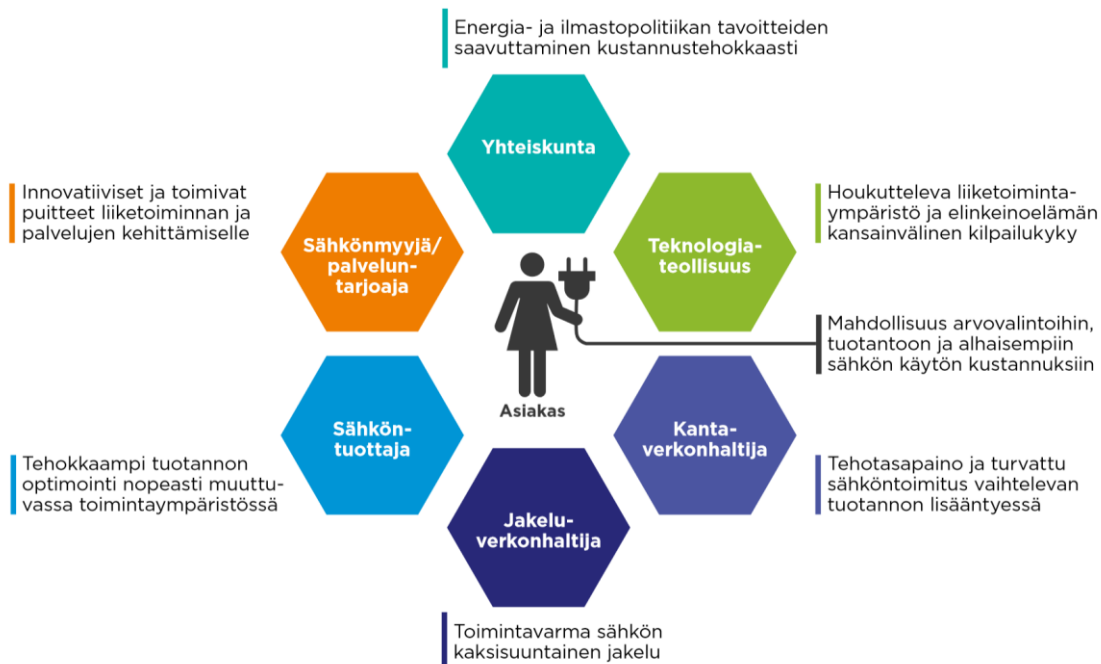 Energia- ja ilmastopolitiikan tavoitteiden
saavuttaminen kustannustehokkaasti
Yhteiskunta
Innovatiiviset ja toimivat
puitteet liiketoiminnan ja
palvelujen kehittämiselle
Sähkönmyyjä/
palvelun-
tarjoaja
Teknologia-
teollisuus
Houkutteleva liiketoiminta-
ympäristö ja elinkeinoelämän
kansainvälinen kilpailukyky
Mahdollisuus arvovalintoihin,
tuotantoon ja alhaisempiin
sähkön käytön kustannuksiin
Asiakas
Sähkön-
tuottaja
Kanta-
verkonhaltija
Tehokkaampi tuotannon
optimointi nopeasti muuttu-
vassa toimintaympäristössä
Tehotasapaino ja turvattu
sähköntoimitus vaihtelevan
tuotannon lisääntyessä
Jakelu-
verkonhaltija
Toimintavarma sähkön
kaksisuuntainen jakelu